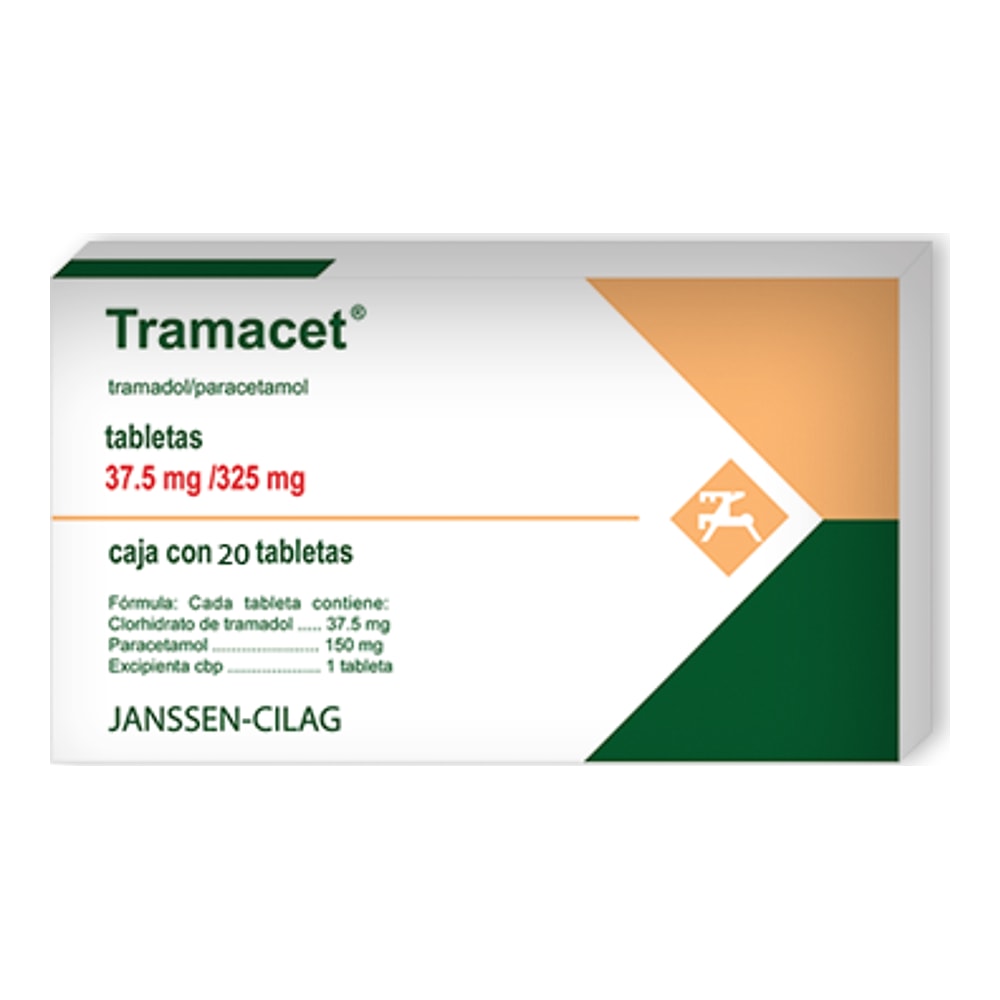 Tramacet®
tramadol/paracetamol
tabletas
37.5 mg /325 mg
caja con 20 tabletas
Fórmula: Cada tableta contiene:
Clorhidrato de tramadol ..... 37.5 mg
Paracetamol ......................... 150 mg
Excipienta cbp ...................... 1 tableta
JANSSEN-CILAG